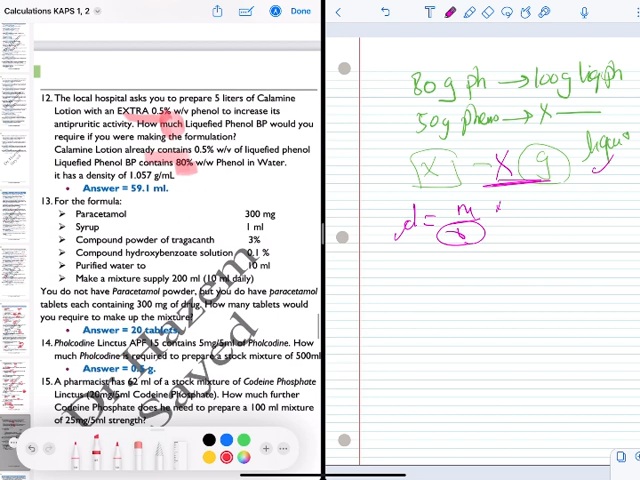 Calculations KAPS 1, 2
Done
12. The local hospital asks you to prepare 5 liters of Calamine
Lotion with an EXTRA 0.5% w/v phenol to increase its
antipruritic activity. How much Liquefied Phenol BP would you
require if you were making the formulation?
Calamine Lotion already contains 0.5% w/v of liquefied phenol
Liquefied Phenol BP contains 80% w/w Phenol in Water.
it has a density of 1.057 g/mL
• Answer = 59.1 ml.
13. For the formula:
➤ Paracetamol 300 mg
➤ Syrup 1 ml
➤ Compound powder of tragacanth 3%
➤ Compound hydroxybenzoate solution 0.1 %
➤ Purified water to 10 ml
➤ Make a mixture supply 200 ml (10 ml daily)
You do not have Paracetamol powder, but you do have paracetamol
tablets each containing 300 mg of drug. How many tablets would
you require to make up the mixture?
• Answer = 20 tablets.
14. Pholcodine Linctus APF 15 contains 5mg/5ml of Pholcodine. How
much Pholcodine is required to prepare a stock mixture of 500ml
• Answer = 0.5 g.
15. A pharmacist has 62 ml of a stock mixture of Codeine Phosphate
Linctus (20mg/5ml Codeine Phosphate). How much further
Codeine Phosphate does he need to prepare a 100 ml mixture
of 25mg/5ml strength?
Dr Hazem
Sayed
T
80 g ph → 100g liq ph
50g pheno → X
liqui
X = X g
d = m